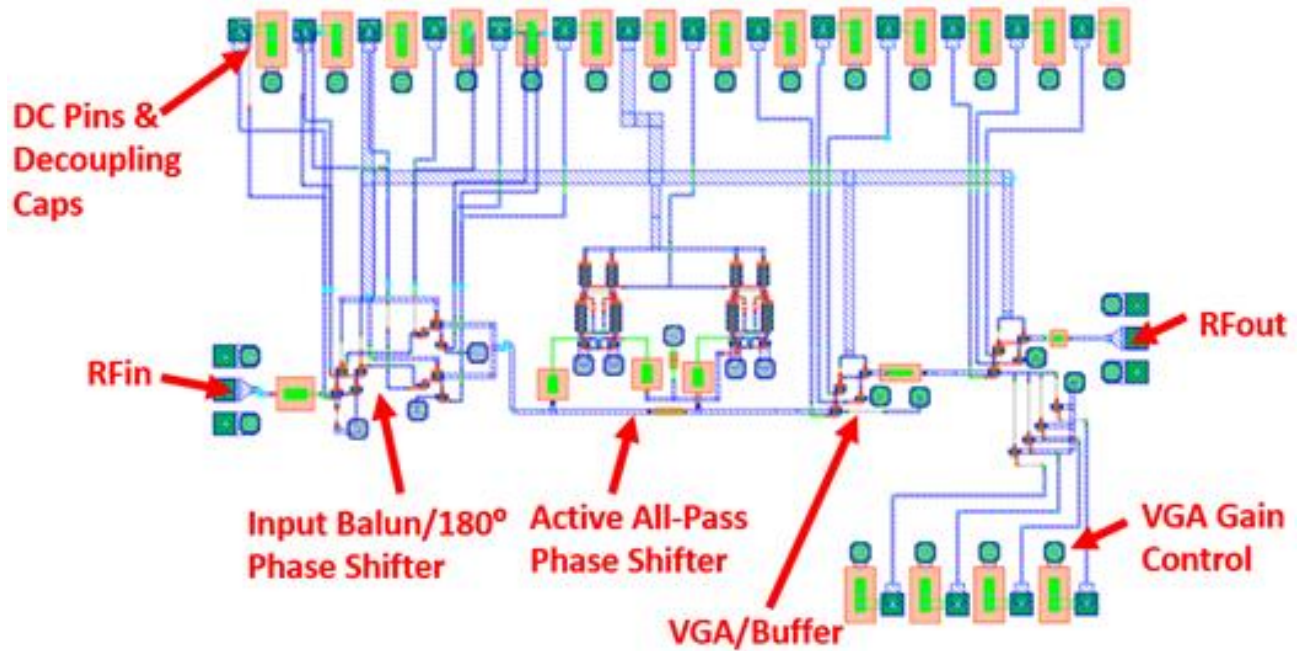 DC Pins &
Decoupling
Caps
RFin
RFout
Input Balun/180º
Phase Shifter
Active All-Pass
Phase Shifter
VGA Gain
Control
VGA/Buffer